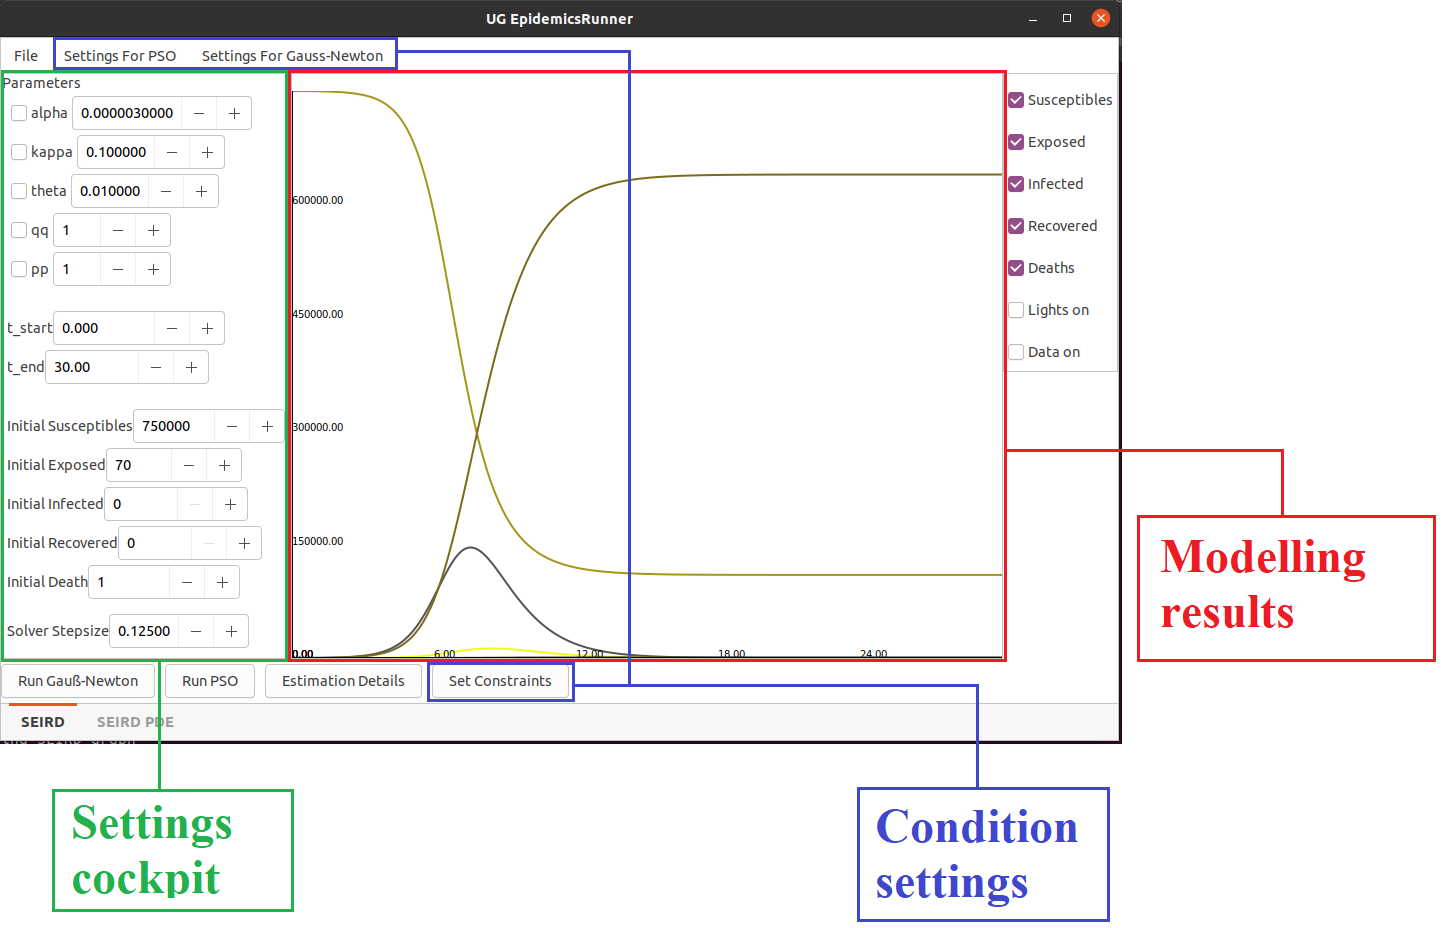 UG EpidemicsRunner
File
Settings For PSO
Settings For Gauss-Newton
Parameters
alpha 0.0000030000
kappa 0.100000
theta 0.010000
qq 1
pp 1
t_start 0.000
t_end 30.00
Initial Susceptibles 750000
Initial Exposed 70
Initial Infected 0
Initial Recovered 0
Initial Death 1
Solver Stepsize 0.12500
600000.00
450000.00
300000.00
150000.00
0.00 6.00 12.00 18.00 24.00
Susceptibles
Exposed
Infected
Recovered
Deaths
Lights on
Data on
Run Gauß-Newton
Run PSO
Estimation Details
Set Constraints
SEIRD
SEIRD PDE
Modelling
results
Settings
cockpit
Condition
settings